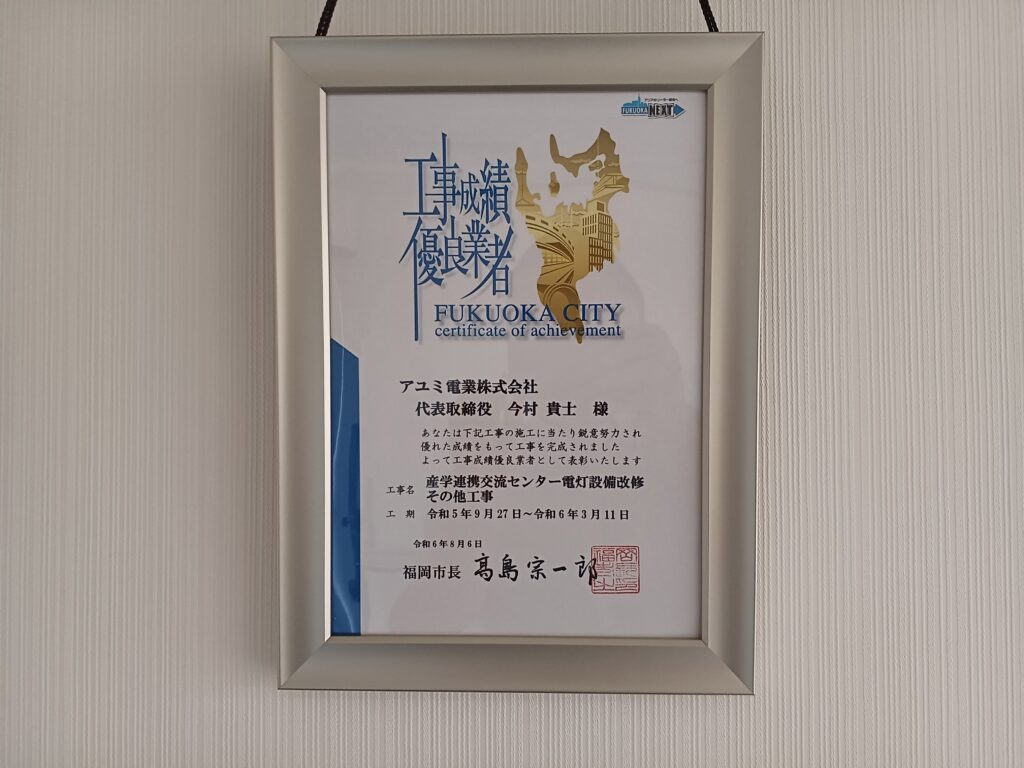 FUKUOKA NEXT
工事成績
優良業者
FUKUOKA CITY
certificate of achievement
アユミ電業株式会社
代表取締役 今村 貴士 様
あなたは下記工事の施工に当たり鋭意努力され
優れた成績をもって工事を完成されました
よって工事成績優良業者として表彰いたします
工事名 産学連携交流センター電灯設備改修
その他工事
工 期 令和5年9月27日~令和6年3月11日
令和6年8月6日
福岡市長 髙島宗一郎